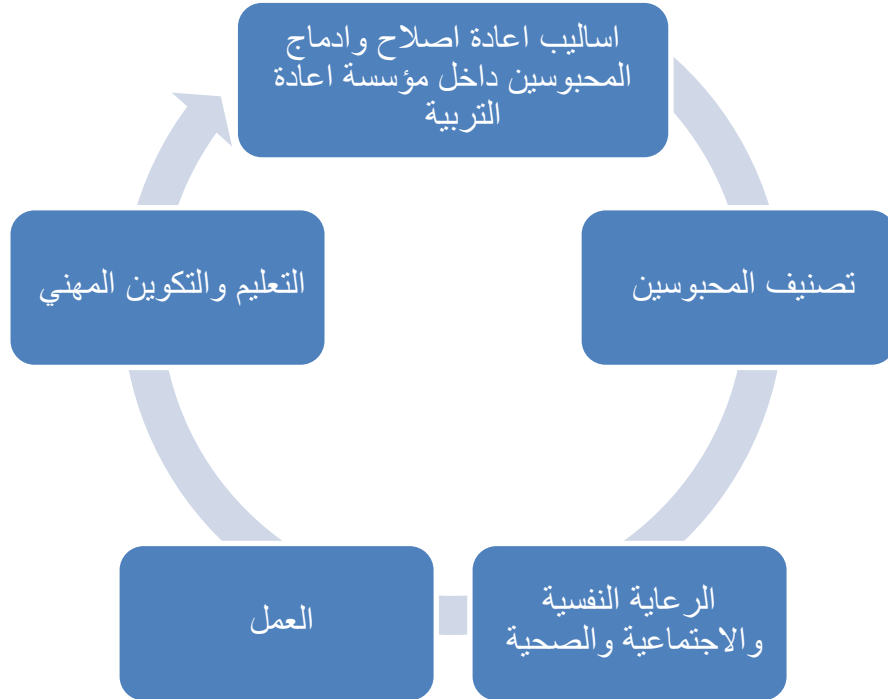 اساليب اعادة اصلاح وادماج
المحبوسين داخل مؤسسة اعادة
التربية
تصنيف المحبوسين
الرعاية النفسية
والاجتماعية والصحية
العمل
التعليم والتكوين المهني